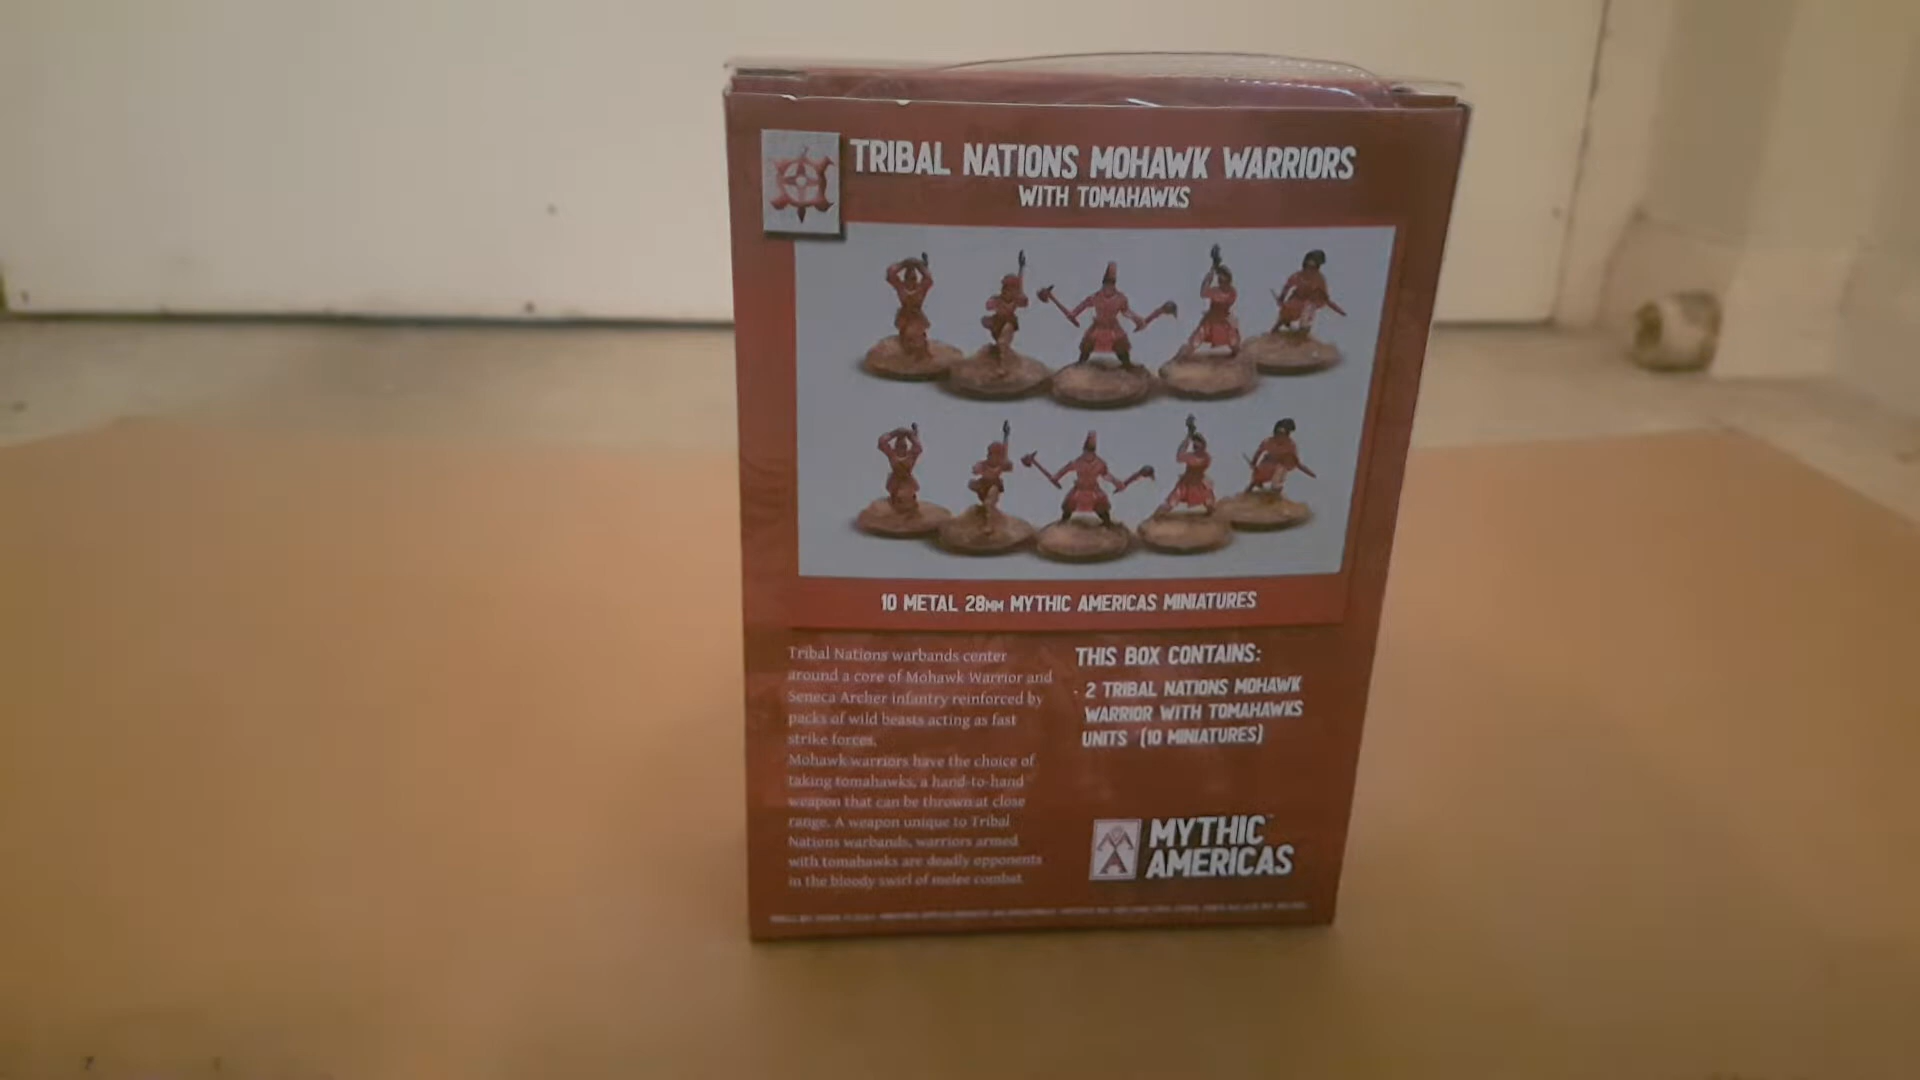 TRIBAL NATIONS MOHAWK WARRIORS
WITH TOMAHAWKS
10 METAL 28MM MYTHIC AMERICAS MINIATURES
Tribal Nations warbands center
around a core of Mohawk Warrior and
Seneca Archer infantry reinforced by
packs of wild beasts acting as fast
strike forces.
Mohawk warriors have the choice of
taking tomahawks, a hand-to-hand
weapon that can be thrown at close
range. A weapon unique to Tribal
Nations warbands, warriors armed
with tomahawks are deadly opponents
in the bloody swirl of melee combat.
THIS BOX CONTAINS:
· 2 TRIBAL NATIONS MOHAWK
WARRIOR WITH TOMAHAWKS
UNITS (10 MINIATURES)
MYTHIC™
AMERICAS